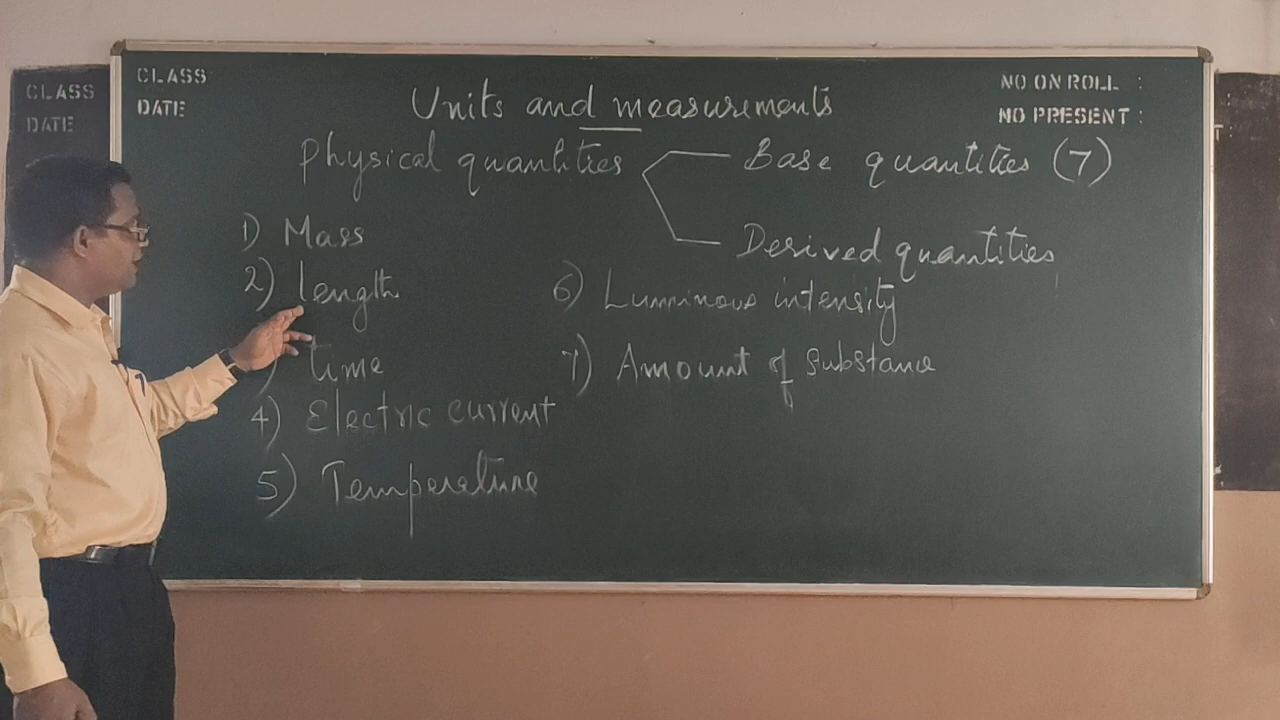 CLASS
DATE
CLASS
DATE
NO ON ROLL :
NO PRESENT :
Units and measurements
Physical quantities
Base quantities (7)
Derived quantities
1) Mass
2) length
) time
4) Electric current
5) Temperature
6) Luminous intensity
7) Amount of Substance